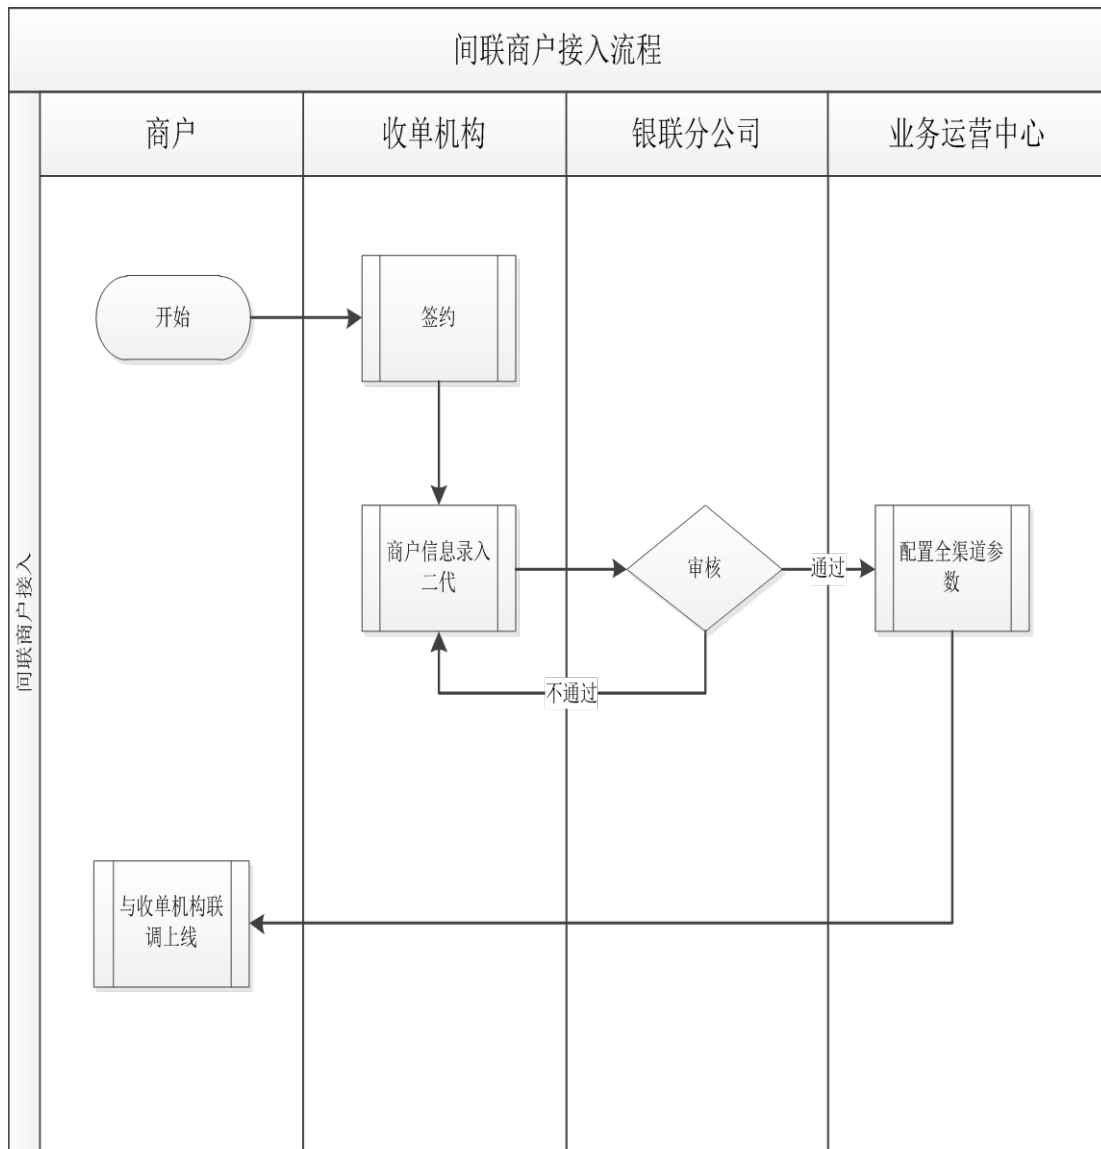 间联商户接入流程
商户
收单机构
银联分公司
业务运营中心
间联商户接入
开始
签约
商户信息录入
二代
审核
通过
配置全渠道参
数
不通过
与收单机构联
调上线